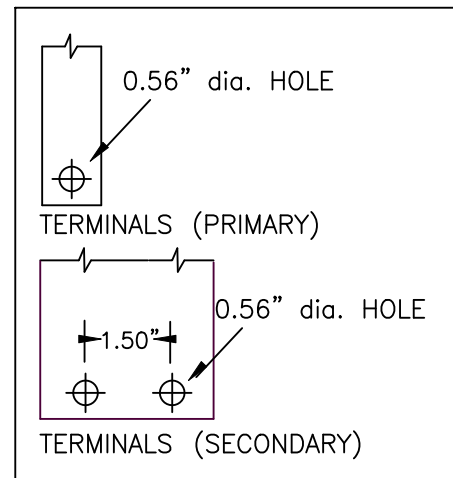 0.56” dia. HOLE
TERMINALS (PRIMARY)
0.56” dia. HOLE
1.50”
TERMINALS (SECONDARY)